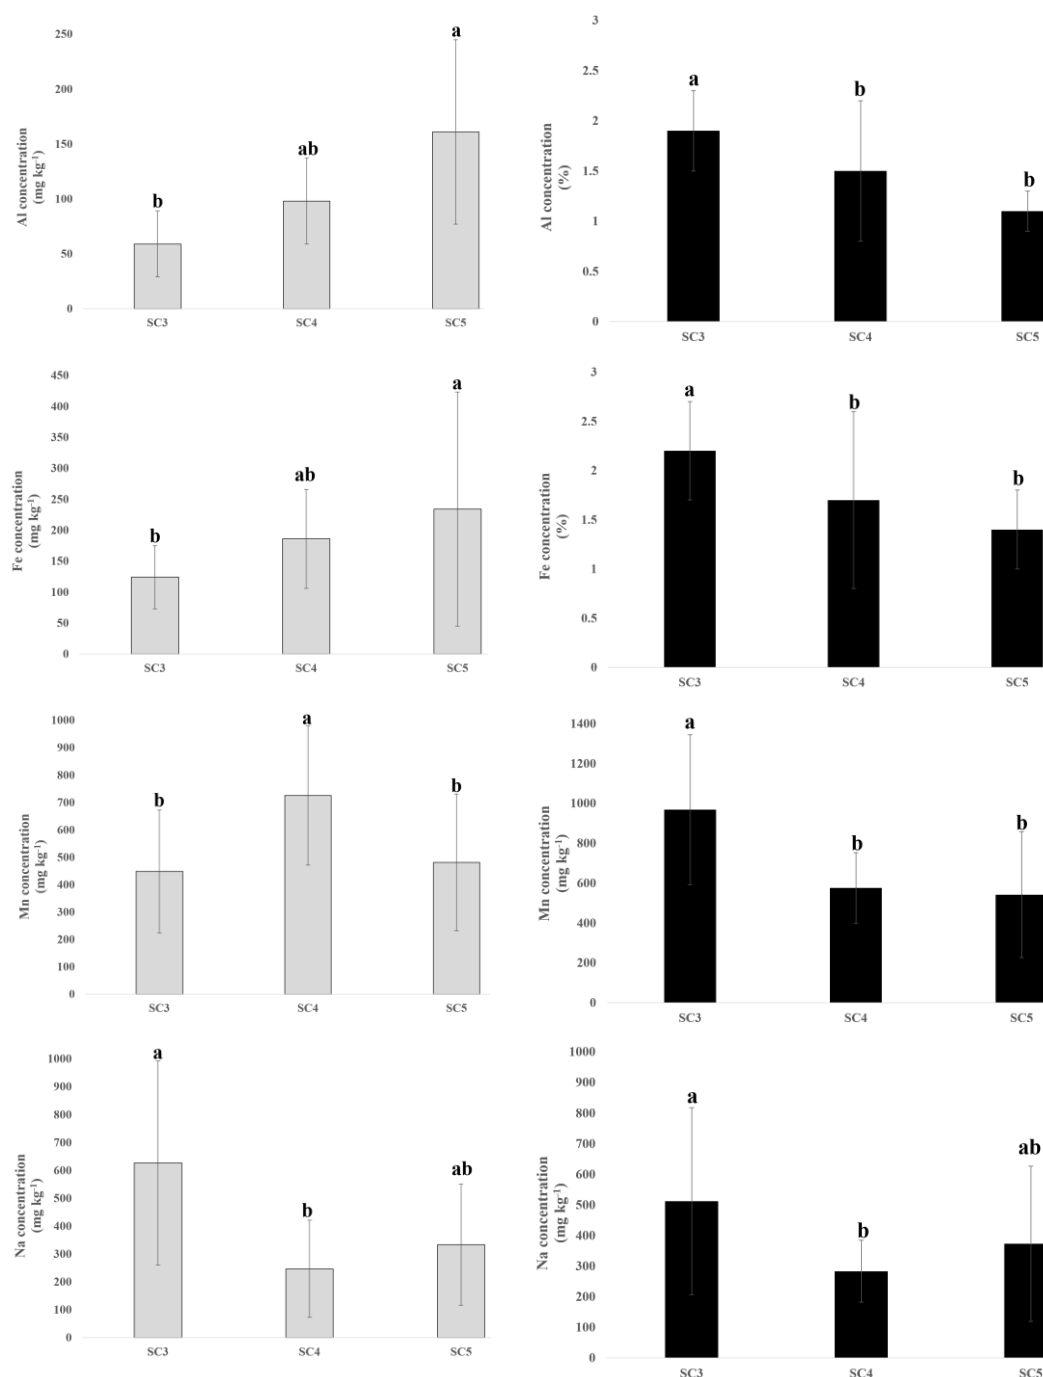 Al concentration
(mg kg⁻¹)
250
200
150
100
50
0
b
ab
a
SC3
SC4
SC5
Al concentration
(%)
3
2.5
2
1.5
1
0.5
0
a
b
b
SC3
SC4
SC5
Fe concentration
(mg kg⁻¹)
450
400
350
300
250
200
150
100
50
0
b
ab
a
SC3
SC4
SC5
Fe concentration
(%)
3
2.5
2
1.5
1
0.5
0
a
b
b
SC3
SC4
SC5
Mn concentration
(mg kg⁻¹)
1000
900
800
700
600
500
400
300
200
100
0
b
a
b
SC3
SC4
SC5
Mn concentration
(mg kg⁻¹)
1400
1200
1000
800
600
400
200
0
a
b
b
SC3
SC4
SC5
Na concentration
(mg kg⁻¹)
1000
900
800
700
600
500
400
300
200
100
0
a
b
ab
SC3
SC4
SC5
Na concentration
(mg kg⁻¹)
1000
900
800
700
600
500
400
300
200
100
0
a
b
ab
SC3
SC4
SC5